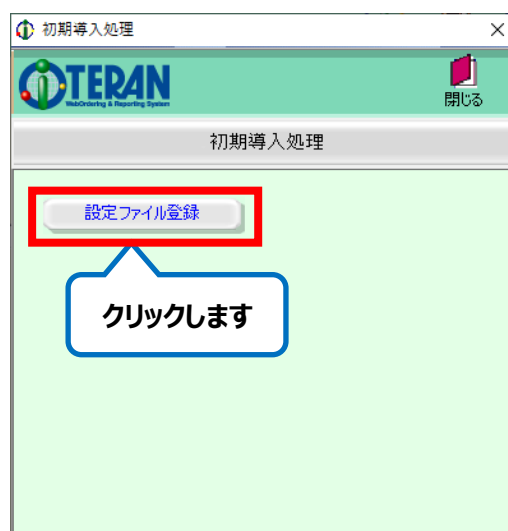 初期導入処理
TERAN
WebOrdering & Reporting System
閉じる
初期導入処理
設定ファイル登録
クリックします